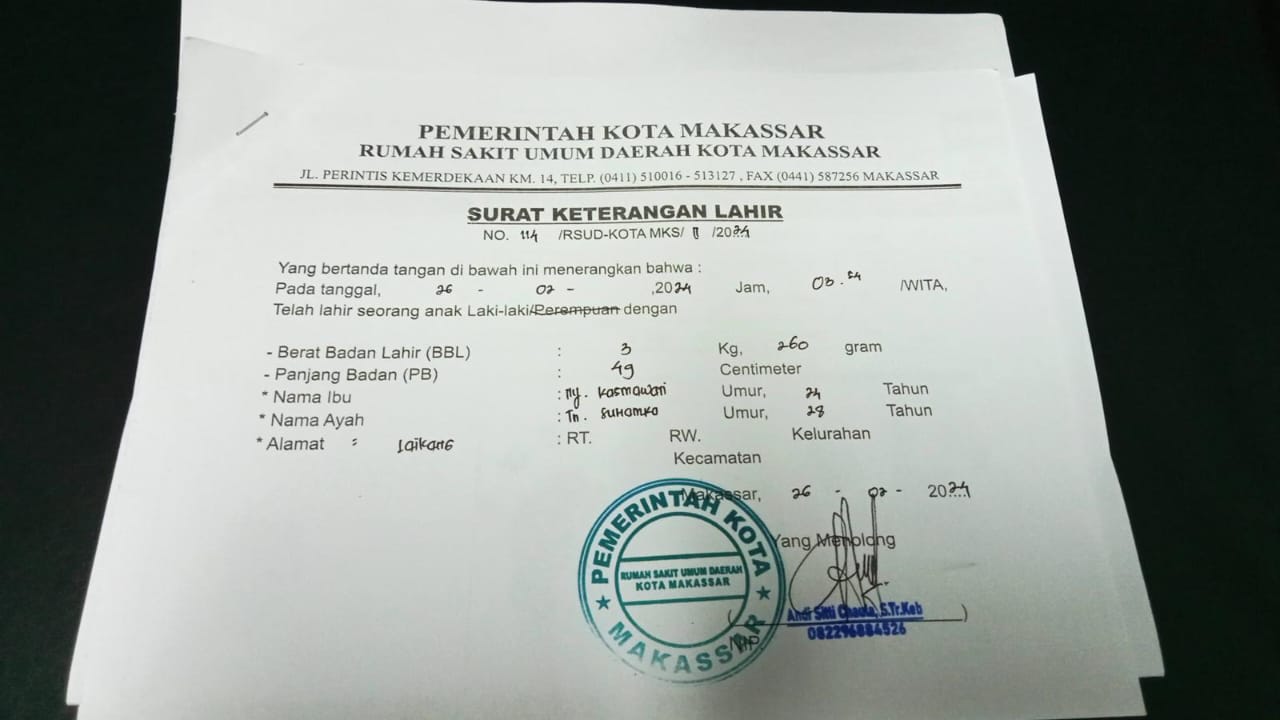 PEMERINTAH KOTA MAKASSAR
RUMAH SAKIT UMUM DAERAH KOTA MAKASSAR
JL. PERINTIS KEMERDEKAAN KM. 14, TELP. (0411) 510016 - 513127 , FAX (0441) 587256 MAKASSAR
SURAT KETERANGAN LAHIR
NO. 114 /RSUD-KOTA MKS/ II /2024
Yang bertanda tangan di bawah ini menerangkan bahwa :
Pada tanggal, 26 - 02 - ,2024 Jam, 03.54 /WITA,
Telah lahir seorang anak Laki-laki/Perempuan dengan
- Berat Badan Lahir (BBL) : 3 Kg, 260 gram
- Panjang Badan (PB) : 49 Centimeter
* Nama Ibu : Ny. Kasmawari Umur, 24 Tahun
* Nama Ayah : Tn. Suhamka Umur, 28 Tahun
* Alamat : Laikang : RT. RW. Kelurahan
Kecamatan
Makassar, 26 - 02 - 2024
Yang Menolong
PEMERINTAH KOTA
RUMAH SAKIT UMUM DAERAH
KOTA MAKASSAR
MAKASSAR
Andi Sitti S.Tr.Keb
082296884526